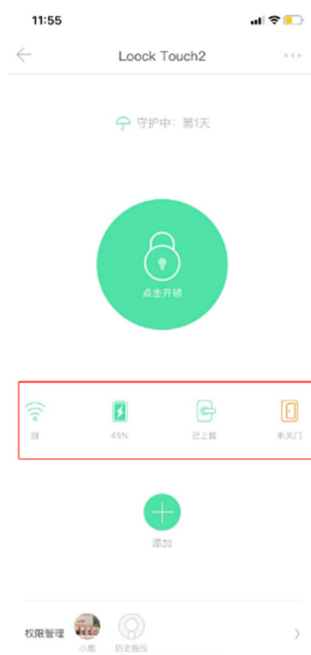 11:55
Loock Touch2
守护中：第1天
点击开锁
强 45% 已上锁 未关门
添加
权限管理 小熊 历史指纹